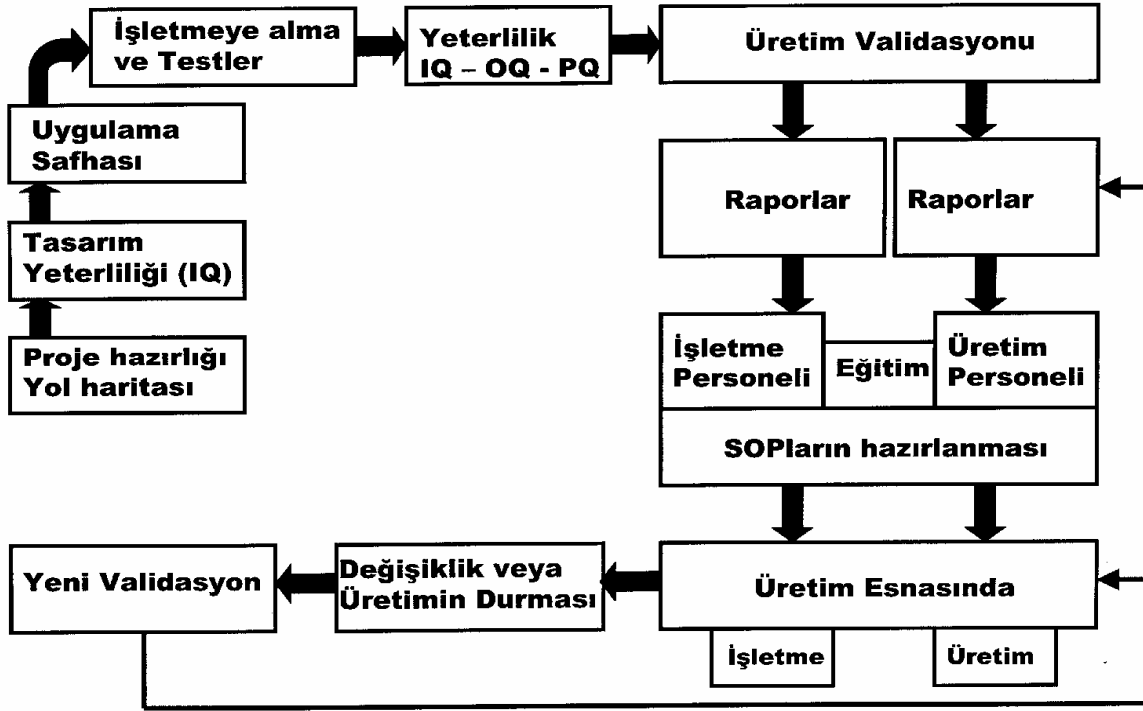 İşletmeye alma
ve Testler
Yeterlilik
IQ – OQ - PQ
Üretim Validasyonu
Uygulama
Safhası
Raporlar
Raporlar
Tasarım
Yeterliliği (IQ)
Proje hazırlığı
Yol haritası
İşletme
Personeli
Eğitim
Üretim
Personeli
SOPların hazırlanması
Yeni Validasyon
Değişiklik veya
Üretimin Durması
Üretim Esnasında
İşletme
Üretim